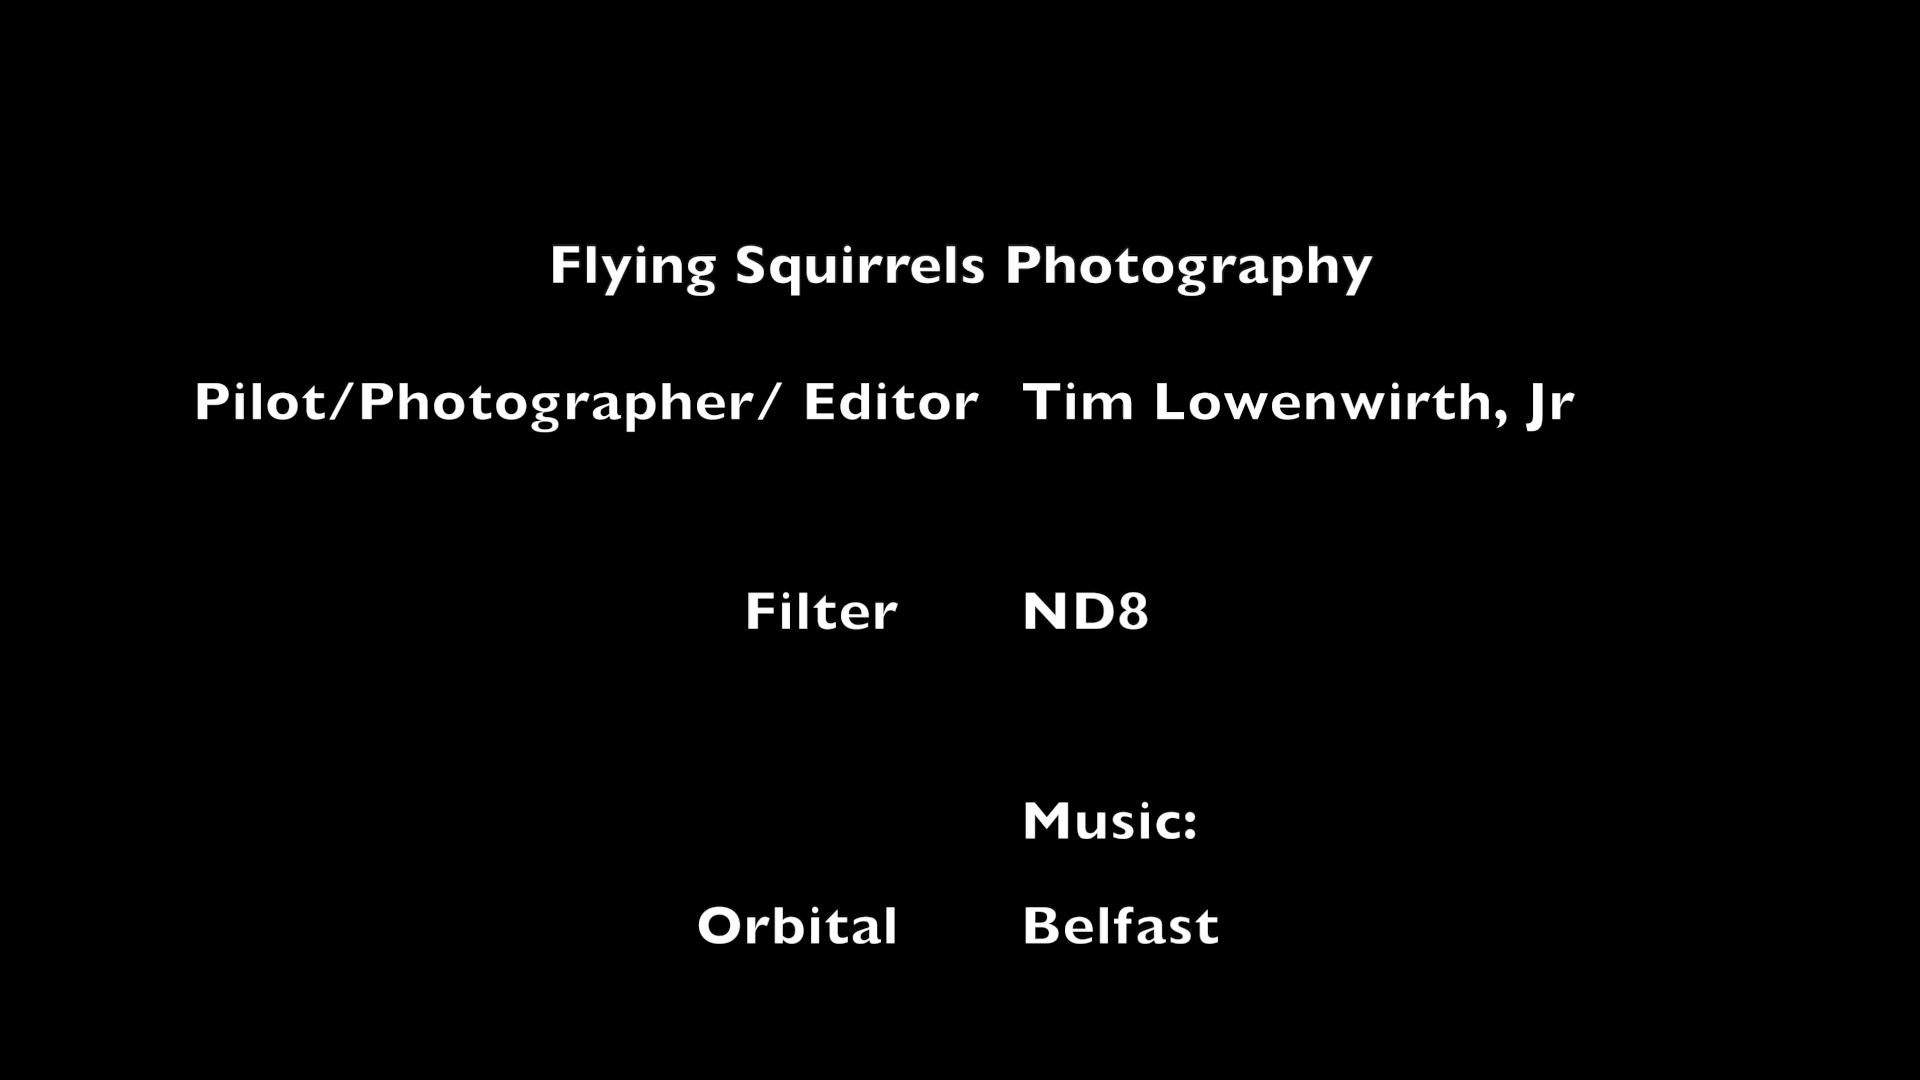 Flying Squirrels Photography
Pilot/Photographer/ Editor Tim Lowenwirth, Jr
Filter ND8
Music:
Orbital Belfast